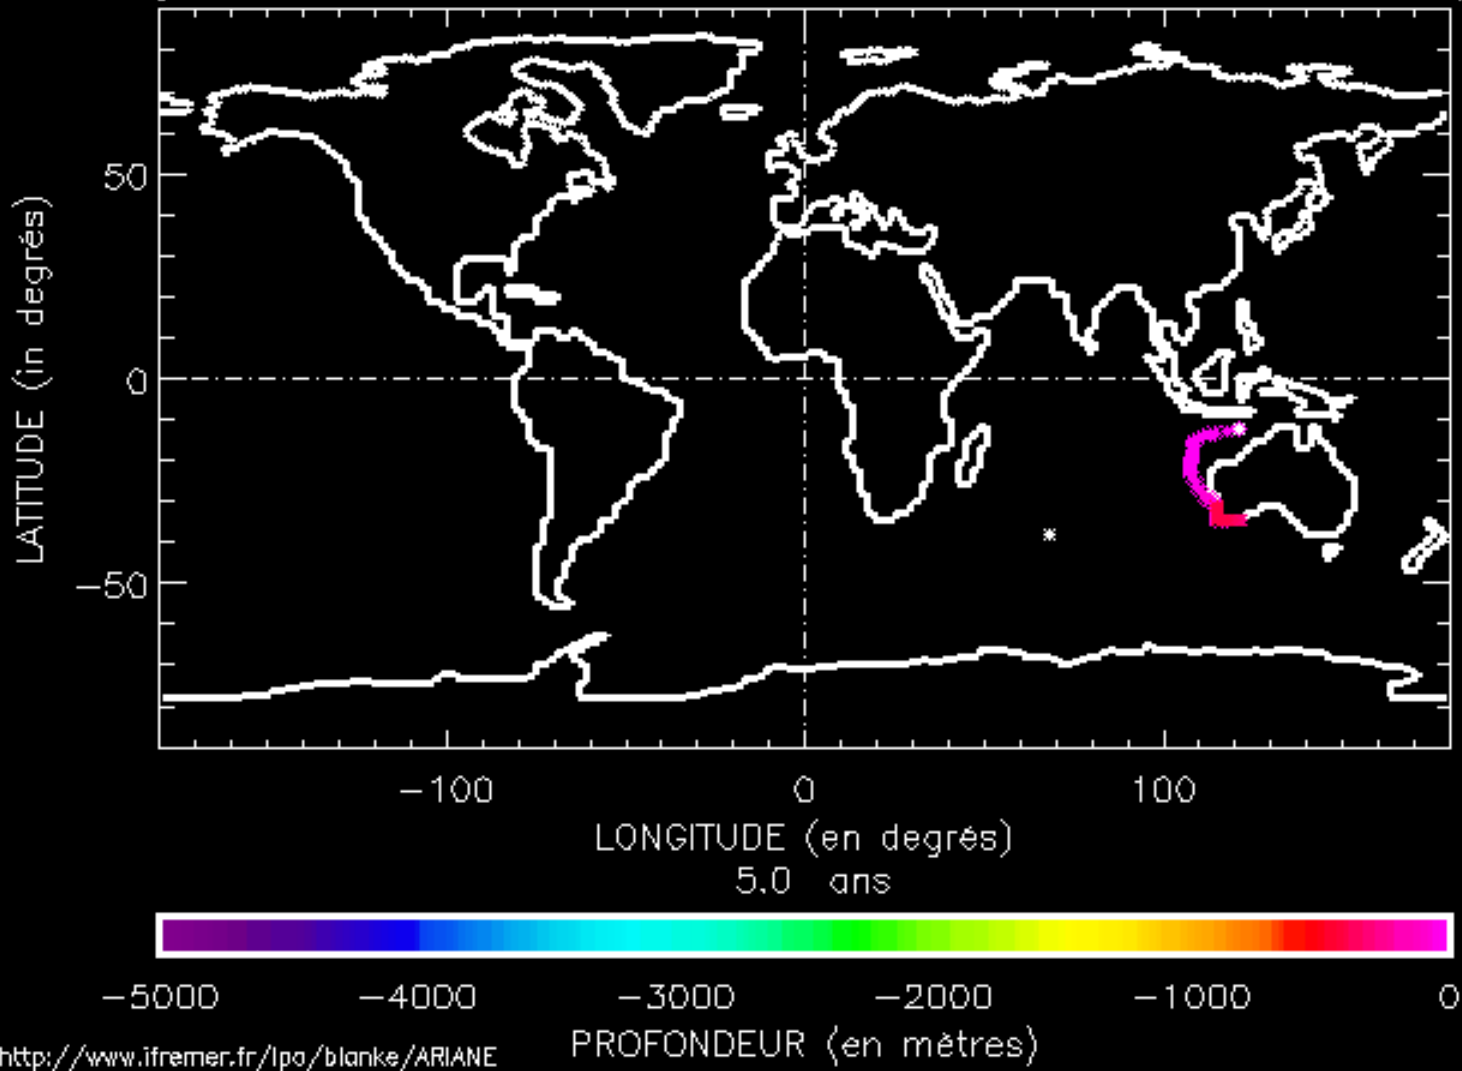 50
0
−50
LATITUDE (in degrés)
−100 0 100
LONGITUDE (en degrés)
5.0 ans
−5000 −4000 −3000 −2000 −1000 0
PROFONDEUR (en mètres)
http://www.ifremer.fr/lpo/blanke/ARIANE